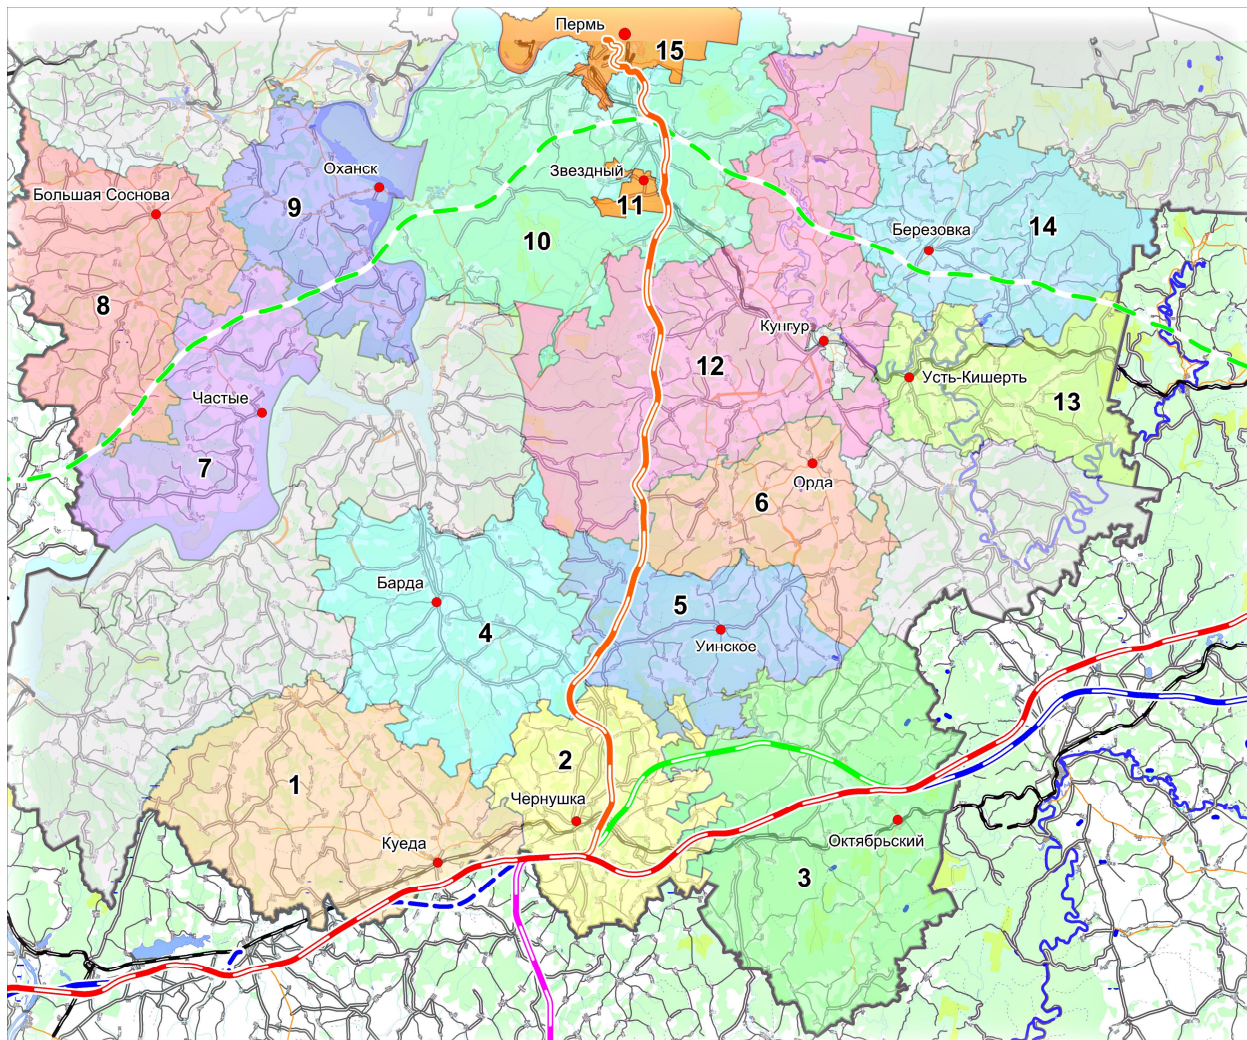 Пермь
15
Звездный
11
Оханск
Большая Соснова
9
10
Березовка
14
8
Кунгур
12
Усть-Кишерть
13
Частые
7
Орда
6
Барда
4
5
Уинское
1
2
Чернушка
Куеда
Октябрьский
3